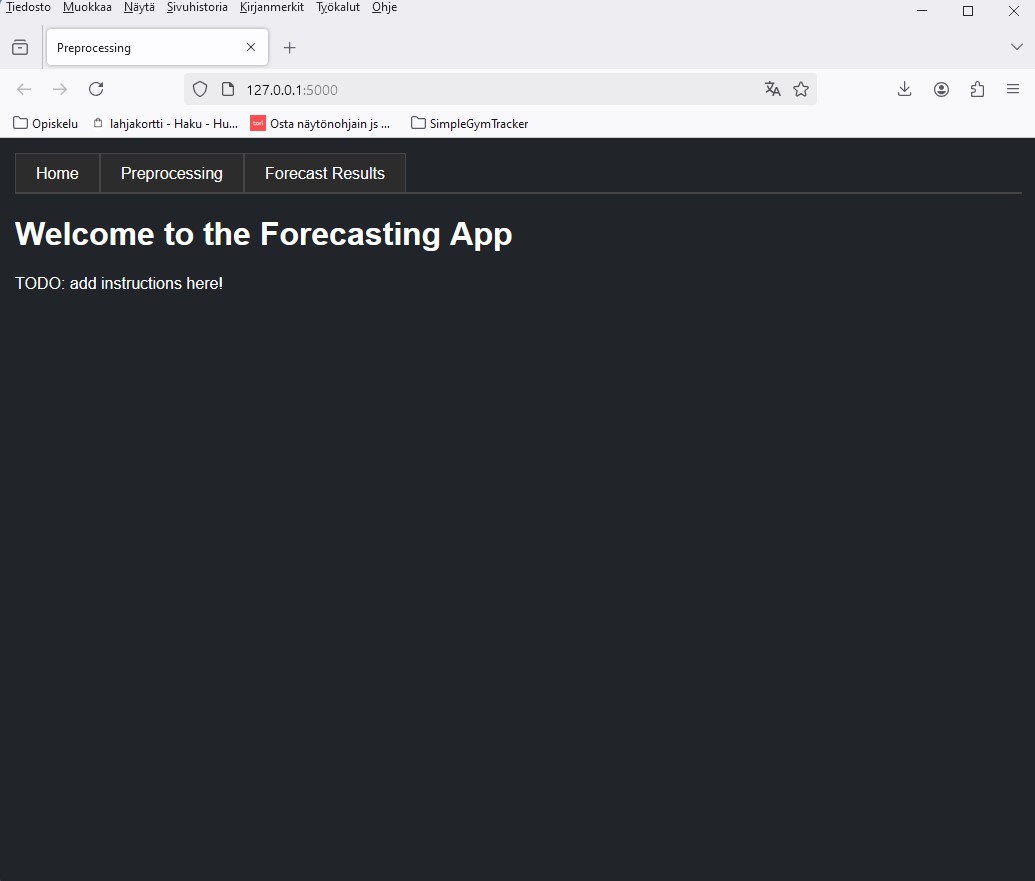 Tiedosto Muokkaa Näytä Sivuhistoria Kirjanmerkit Työkalut Ohje
Preprocessing
127.0.0.1:5000
Opiskelu lahjakortti - Haku - Hu... tori Osta näytönohjain js ... SimpleGymTracker
Home Preprocessing Forecast Results
Welcome to the Forecasting App
TODO: add instructions here!